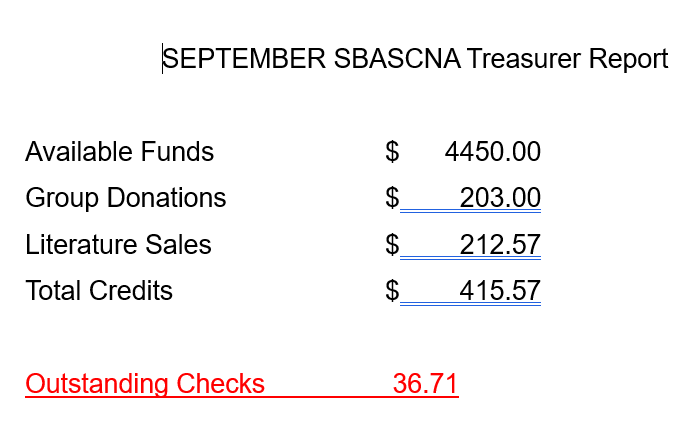 SEPTEMBER SBASCNA Treasurer Report
Available Funds $ 4450.00
Group Donations $ 203.00
Literature Sales $ 212.57
Total Credits $ 415.57
Outstanding Checks 36.71